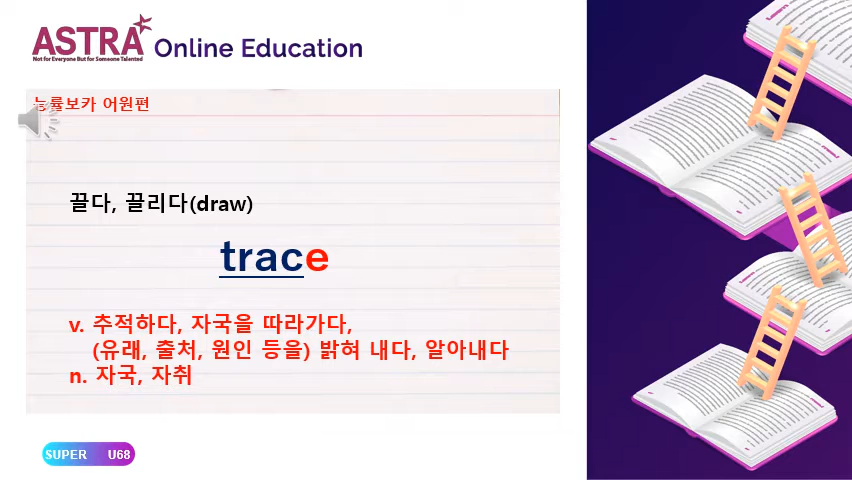 ASTRA
Not for Everyone But for Someone Talented
Online Education
능률보카 어원편
끌다, 끌리다(draw)
trace
v. 추적하다, 자국을 따라가다,
(유래, 출처, 원인 등을) 밝혀 내다, 알아내다
n. 자국, 자취
SUPER U68